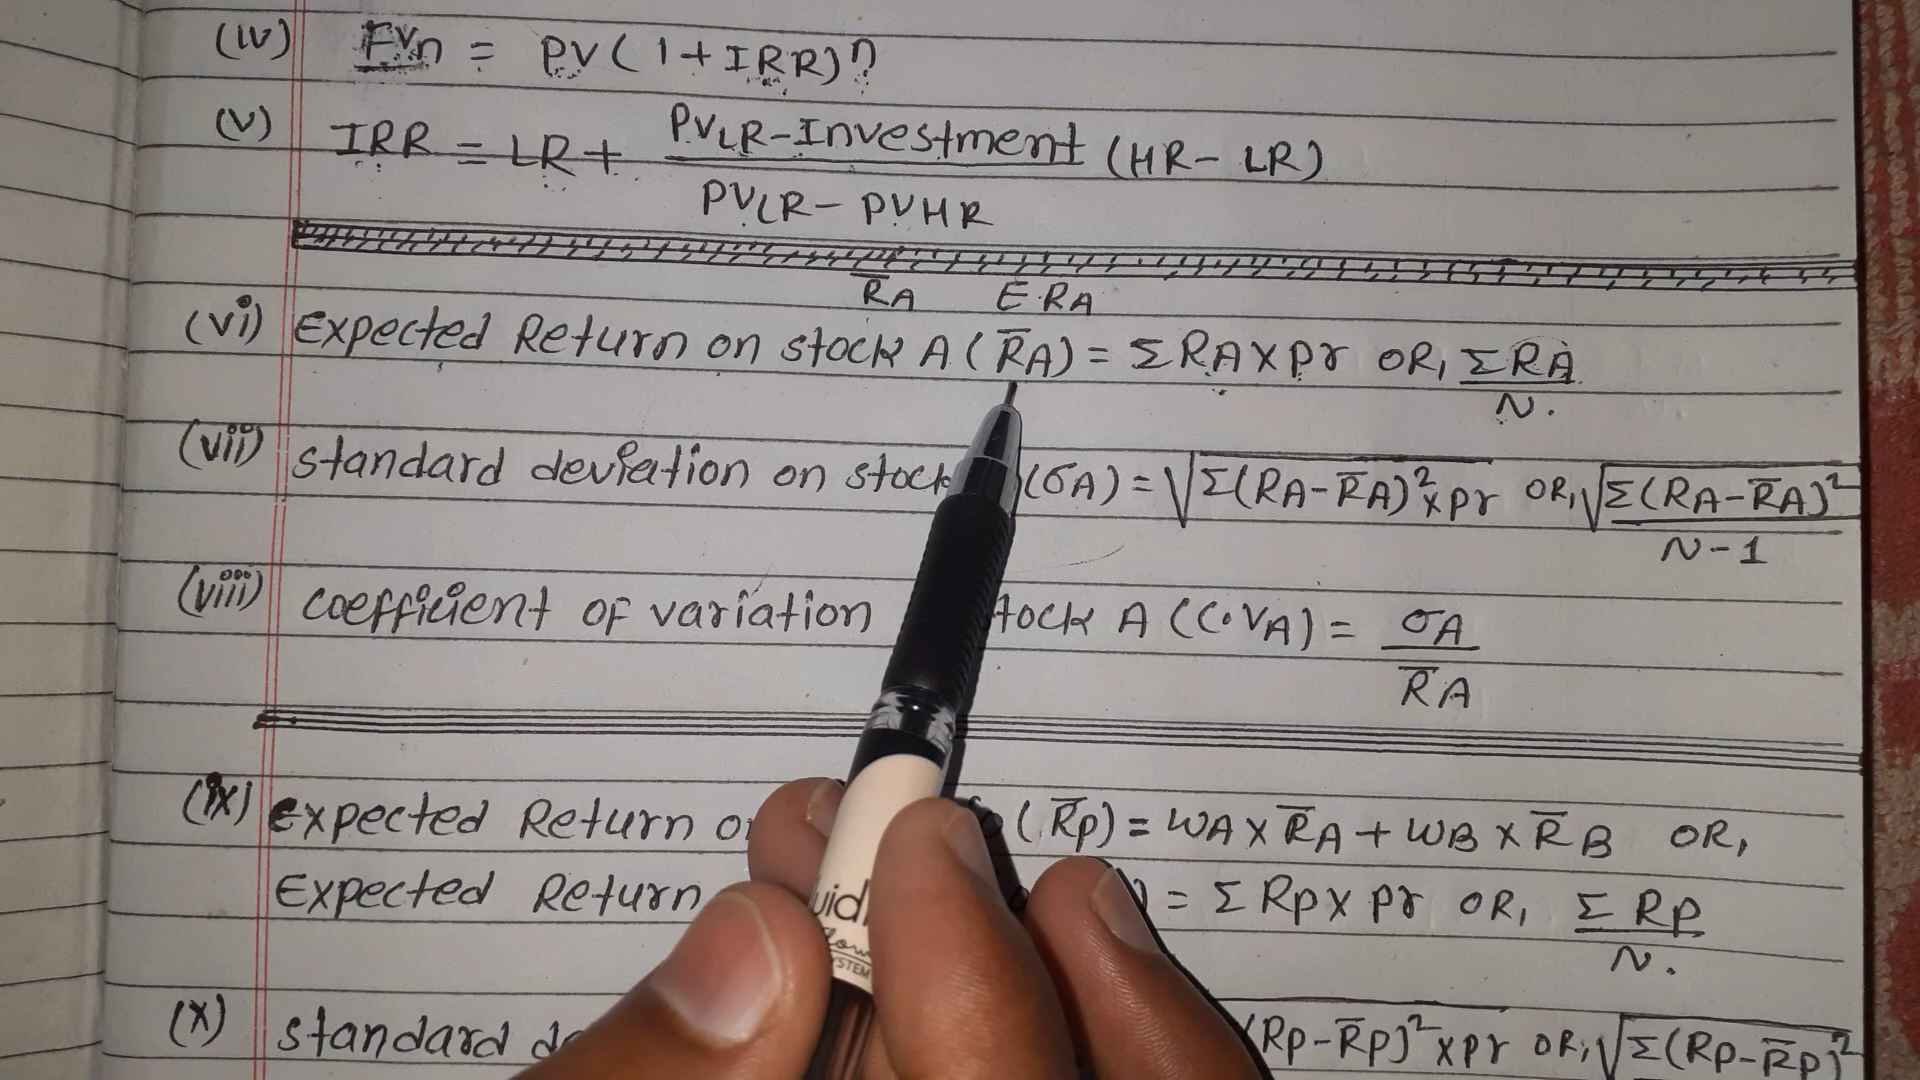 (iv) FVn = PV(1+IRR)n
(v) IRR = LR + PVLR-Investment (HR- LR)
PVLR- PVHR
R̅A E.RA
(vi) Expected Return on stock A (R̅A) = ΣRA×Pr OR, ΣRA
N.
(vii) standard deviation on stock (σA) = √Σ(RA-R̅A)²×Pr OR, √Σ(RA-R̅A)²
N-1
(viii) coefficient of variation stock A (C.VA) = σA
R̅A
(ix) Expected Return on (R̅p) = WA×R̅A + WB×R̅B OR,
Expected Return = ΣRP×Pr OR, ΣRP
N.
(x) standard (Rp-R̅p)²×Pr OR, √Σ(Rp-R̅p)²
SYSTEM